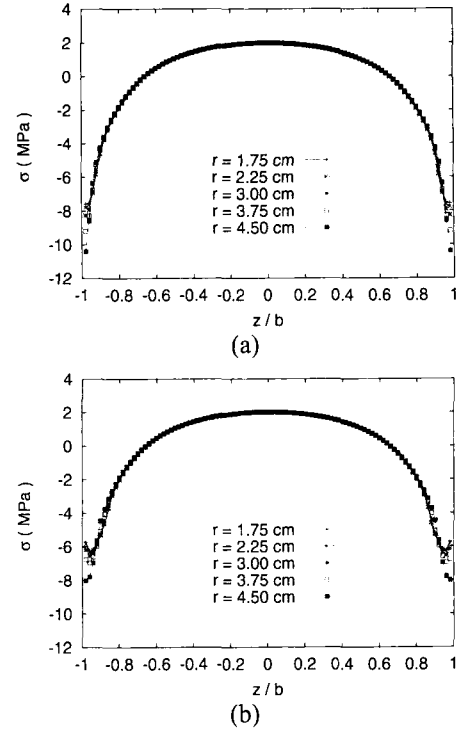 4
2
0
-2
-4
-6
-8
-10
-12
σ ( MPa )
r = 1.75 cm
r = 2.25 cm
r = 3.00 cm
r = 3.75 cm
r = 4.50 cm
-1 -0.8 -0.6 -0.4 -0.2 0 0.2 0.4 0.6 0.8 1
z / b
(a)
4
2
0
-2
-4
-6
-8
-10
-12
σ ( MPa )
r = 1.75 cm
r = 2.25 cm
r = 3.00 cm
r = 3.75 cm
r = 4.50 cm
-1 -0.8 -0.6 -0.4 -0.2 0 0.2 0.4 0.6 0.8 1
z / b
(b)